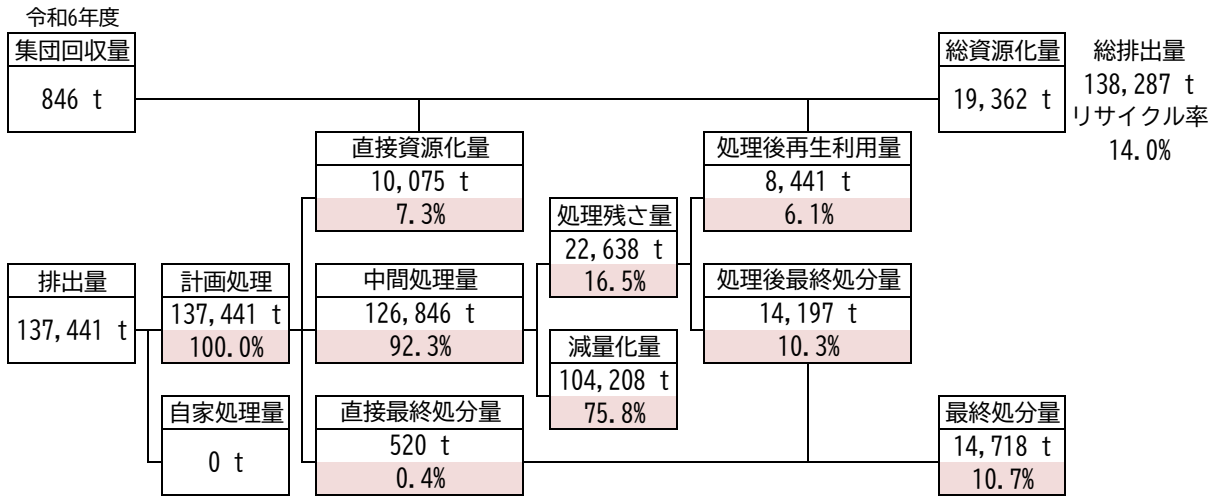 令和6年度
集団回収量
846 t
総資源化量
19,362 t
総排出量
138,287 t
リサイクル率
14.0%
直接資源化量
10,075 t
7.3%
処理後再生利用量
8,441 t
6.1%
処理残さ量
22,638 t
16.5%
排出量
137,441 t
計画処理
137,441 t
100.0%
中間処理量
126,846 t
92.3%
処理後最終処分量
14,197 t
10.3%
減量化量
104,208 t
75.8%
自家処理量
0 t
直接最終処分量
520 t
0.4%
最終処分量
14,718 t
10.7%